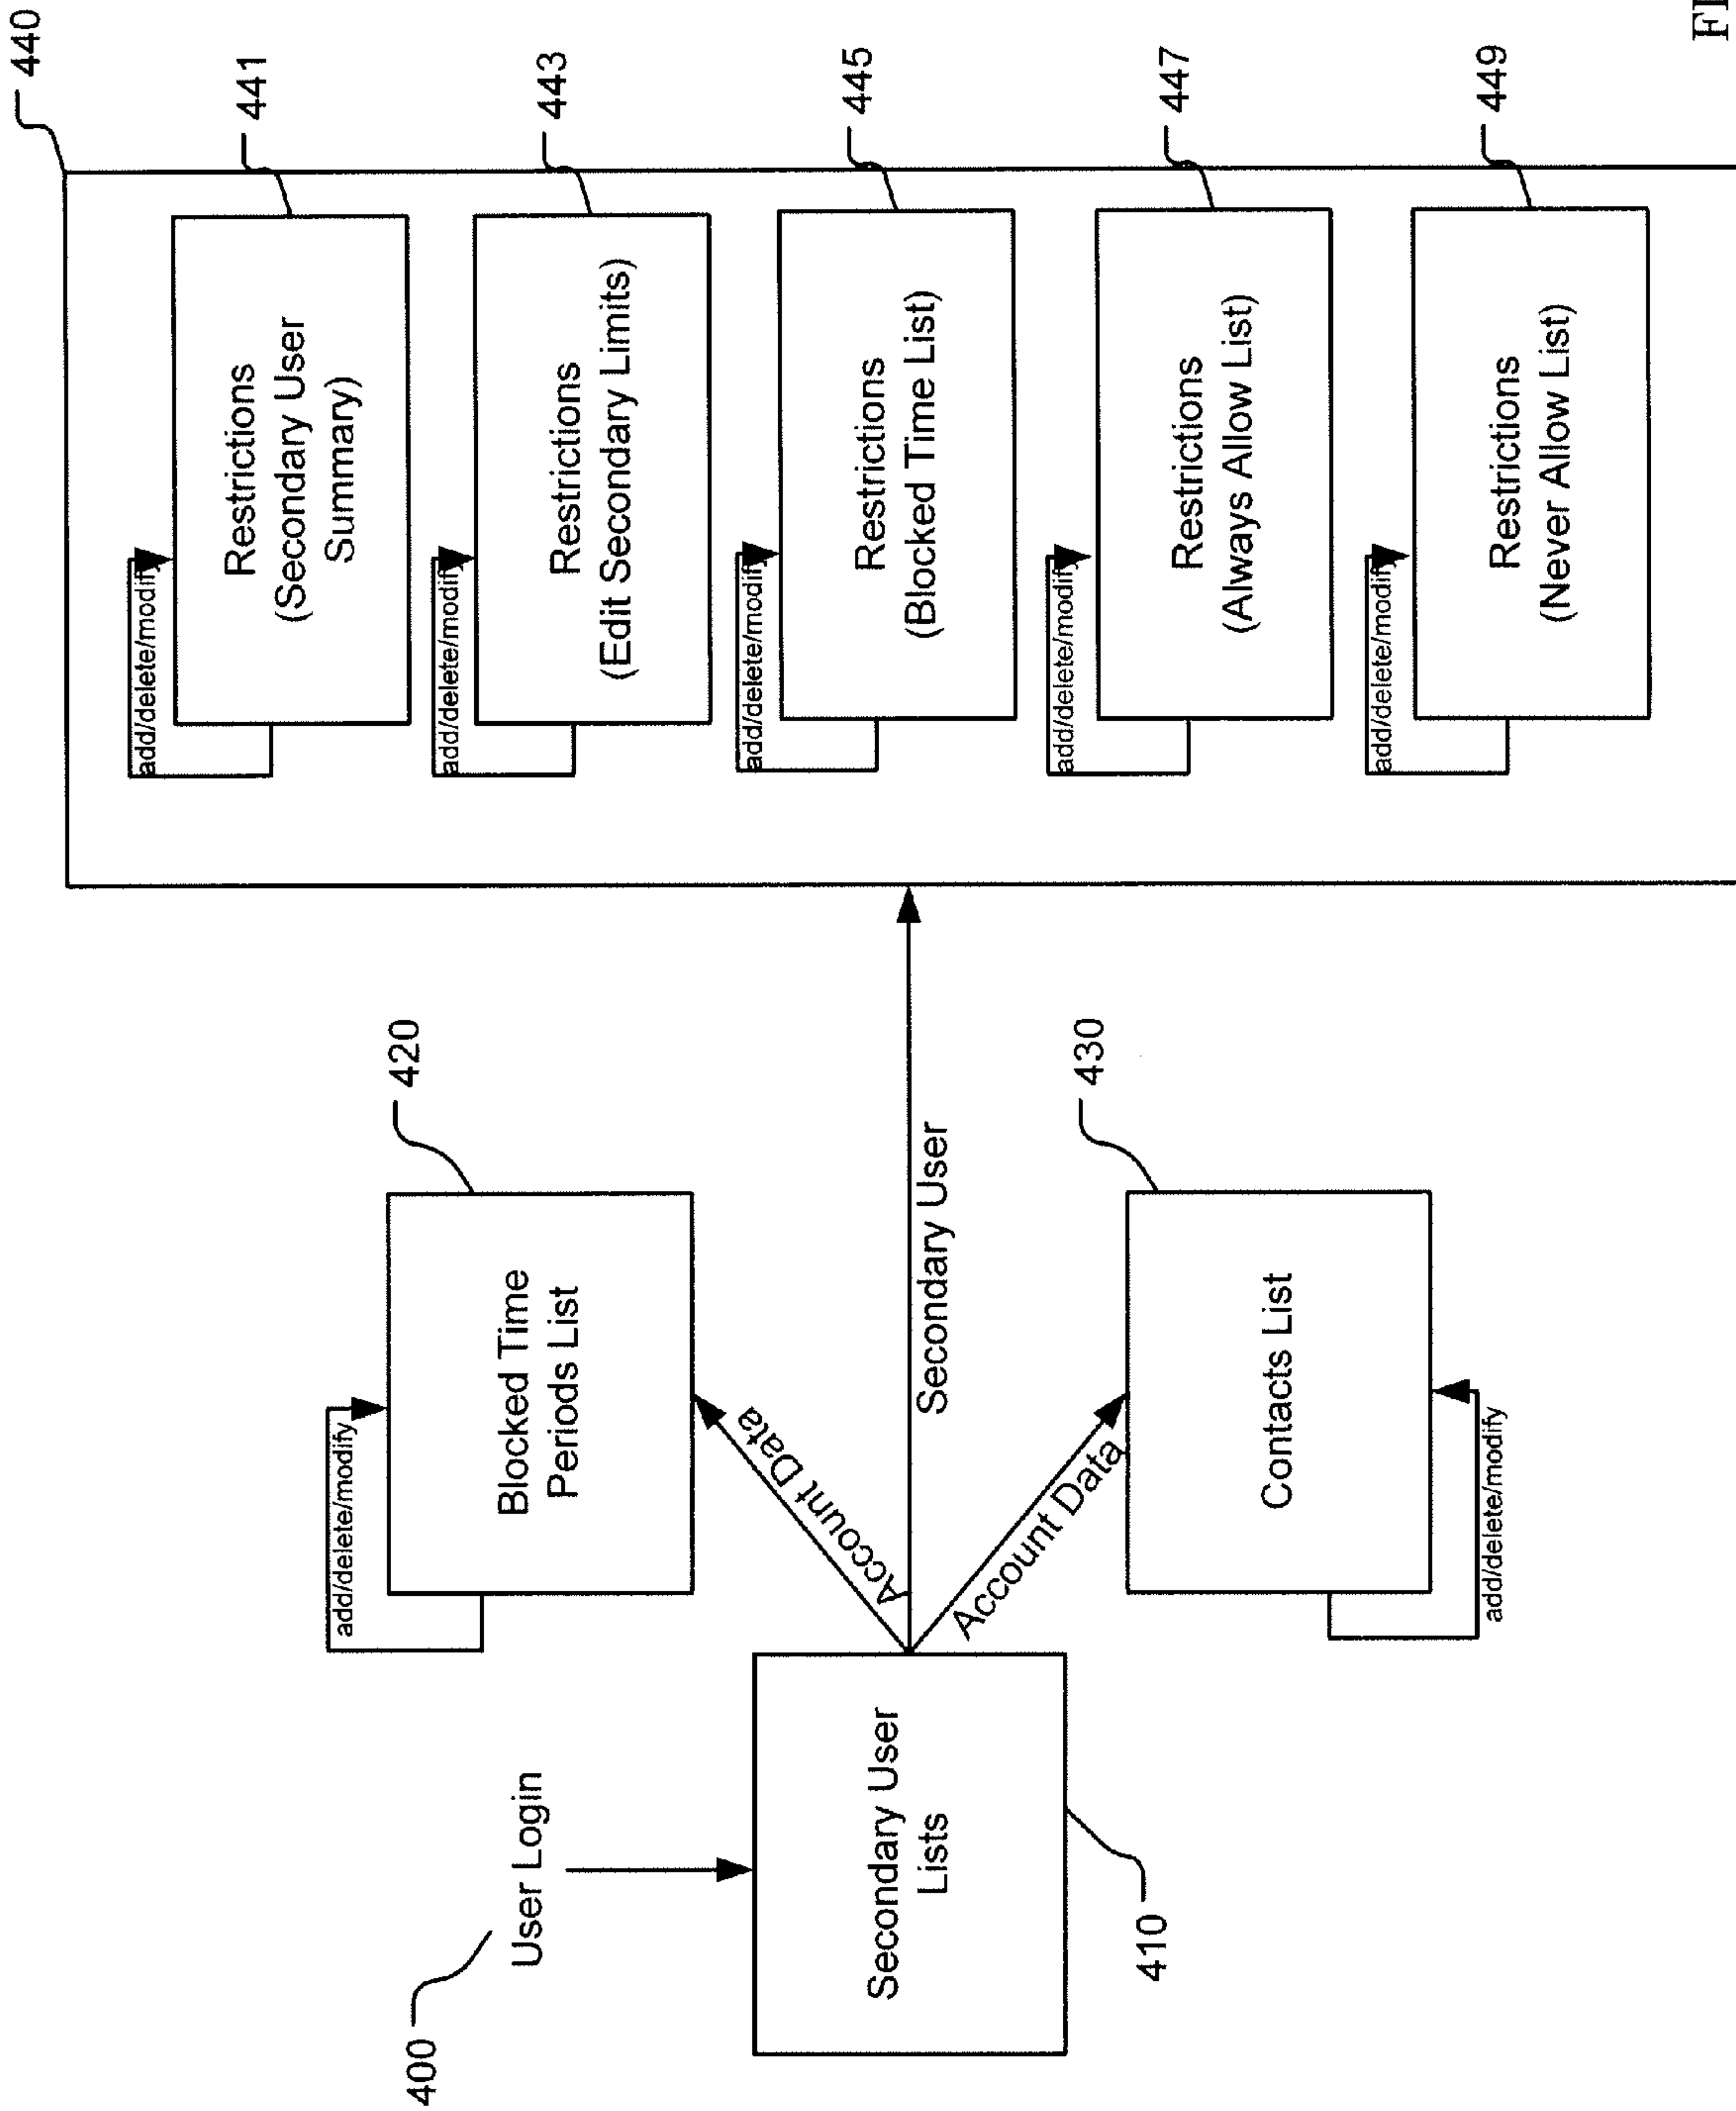 440
441
Restrictions
(Secondary User
Summary)
add/delete/modify
443
Restrictions
(Edit Secondary Limits)
add/delete/modify
445
Restrictions
(Blocked Time List)
add/delete/modify
447
Restrictions
(Always Allow List)
add/delete/modify
449
Restrictions
(Never Allow List)
add/delete/modify
420
Blocked Time
Periods List
add/delete/modify
430
Contacts List
add/delete/modify
Account Data
Secondary User
Account Data
400
User Login
Secondary User
Lists
410